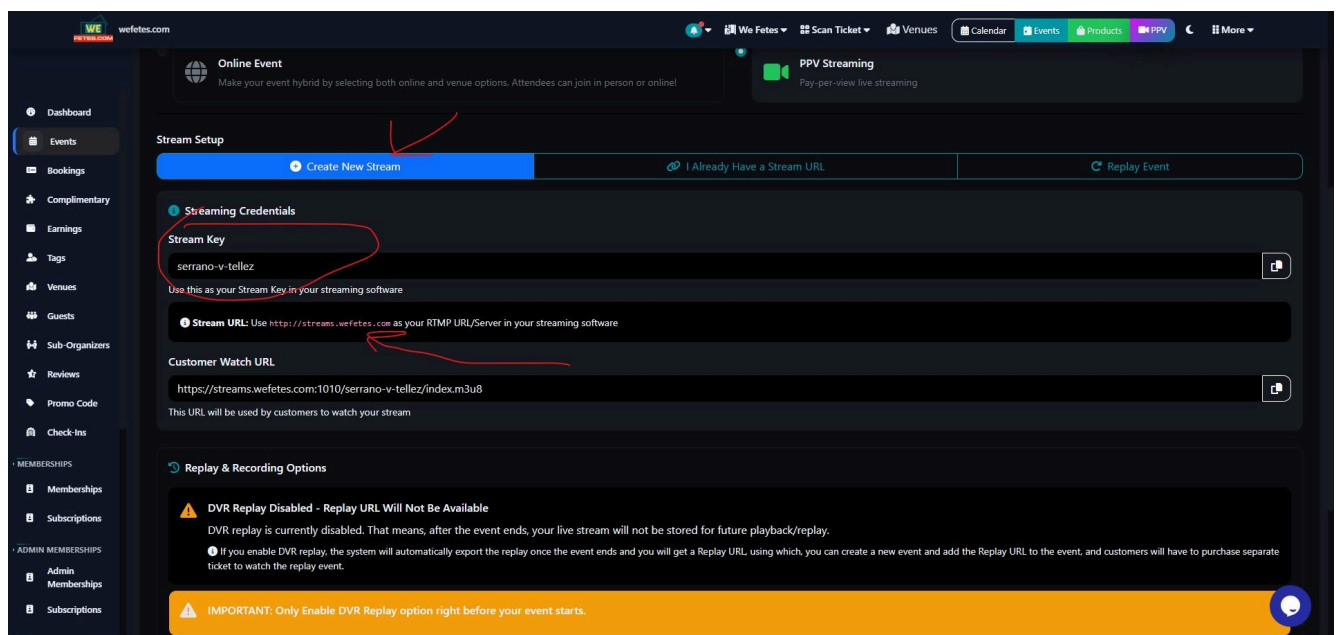 WE
FETES.COM
wefetes.com
We Fetes
Scan Ticket
Venues
Calendar
Events
Products
PPV
More
Online Event
Make your event hybrid by selecting both online and venue options. Attendees can join in person or online!
PPV Streaming
Pay-per-view live streaming
Dashboard
Events
Bookings
Complimentary
Earnings
Tags
Venues
Guests
Sub-Organizers
Reviews
Promo Code
Check-Ins
MEMBERSHIPS
Memberships
Subscriptions
ADMIN MEMBERSHIPS
Admin
Memberships
Subscriptions
Stream Setup
Create New Stream
I Already Have a Stream URL
Replay Event
Streaming Credentials
Stream Key
serrano-v-tellez
Use this as your Stream Key in your streaming software
Stream URL: Use http://streams.wefetes.com as your RTMP URL/Server in your streaming software
Customer Watch URL
https://streams.wefetes.com:1010/serrano-v-tellez/index.m3u8
This URL will be used by customers to watch your stream
Replay & Recording Options
DVR Replay Disabled - Replay URL Will Not Be Available
DVR replay is currently disabled. That means, after the event ends, your live stream will not be stored for future playback/replay.
If you enable DVR replay, the system will automatically export the replay once the event ends and you will get a Replay URL, using which, you can create a new event and add the Replay URL to the event, and customers will have to purchase separate
ticket to watch the replay event.
IMPORTANT: Only Enable DVR Replay option right before your event starts.